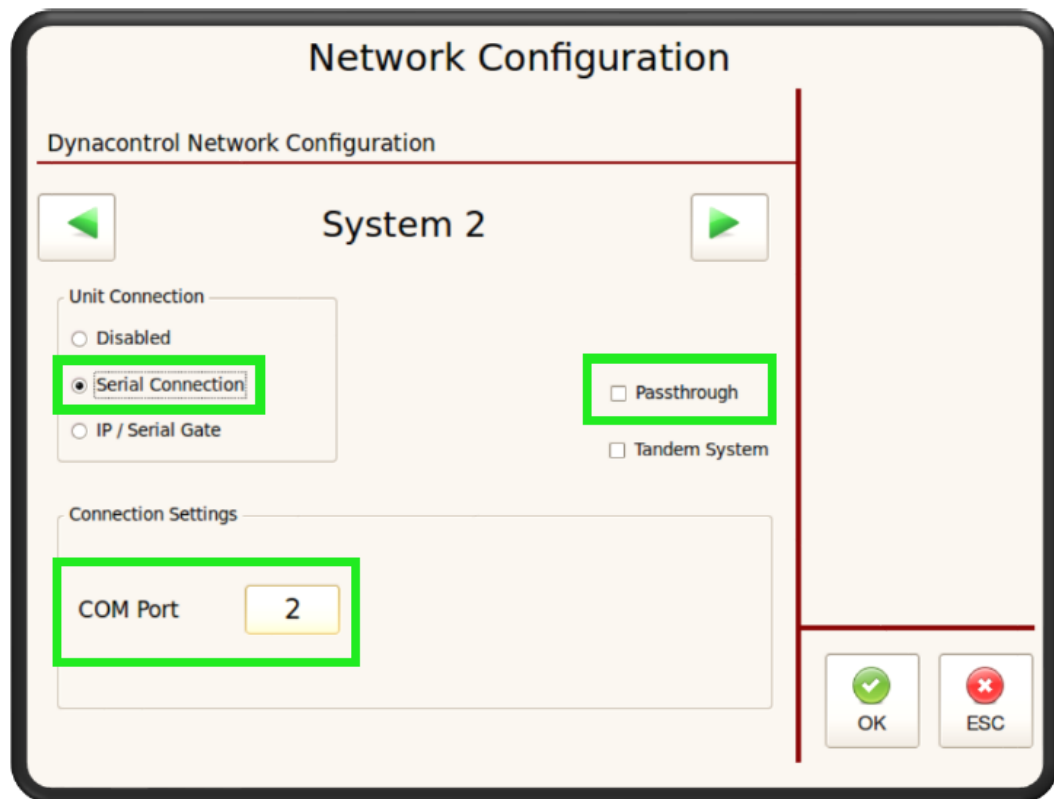 Network Configuration
Dynacontrol Network Configuration
System 2
Unit Connection
Disabled
Serial Connection
Passthrough
IP / Serial Gate
Tandem System
Connection Settings
COM Port 2
OK
ESC